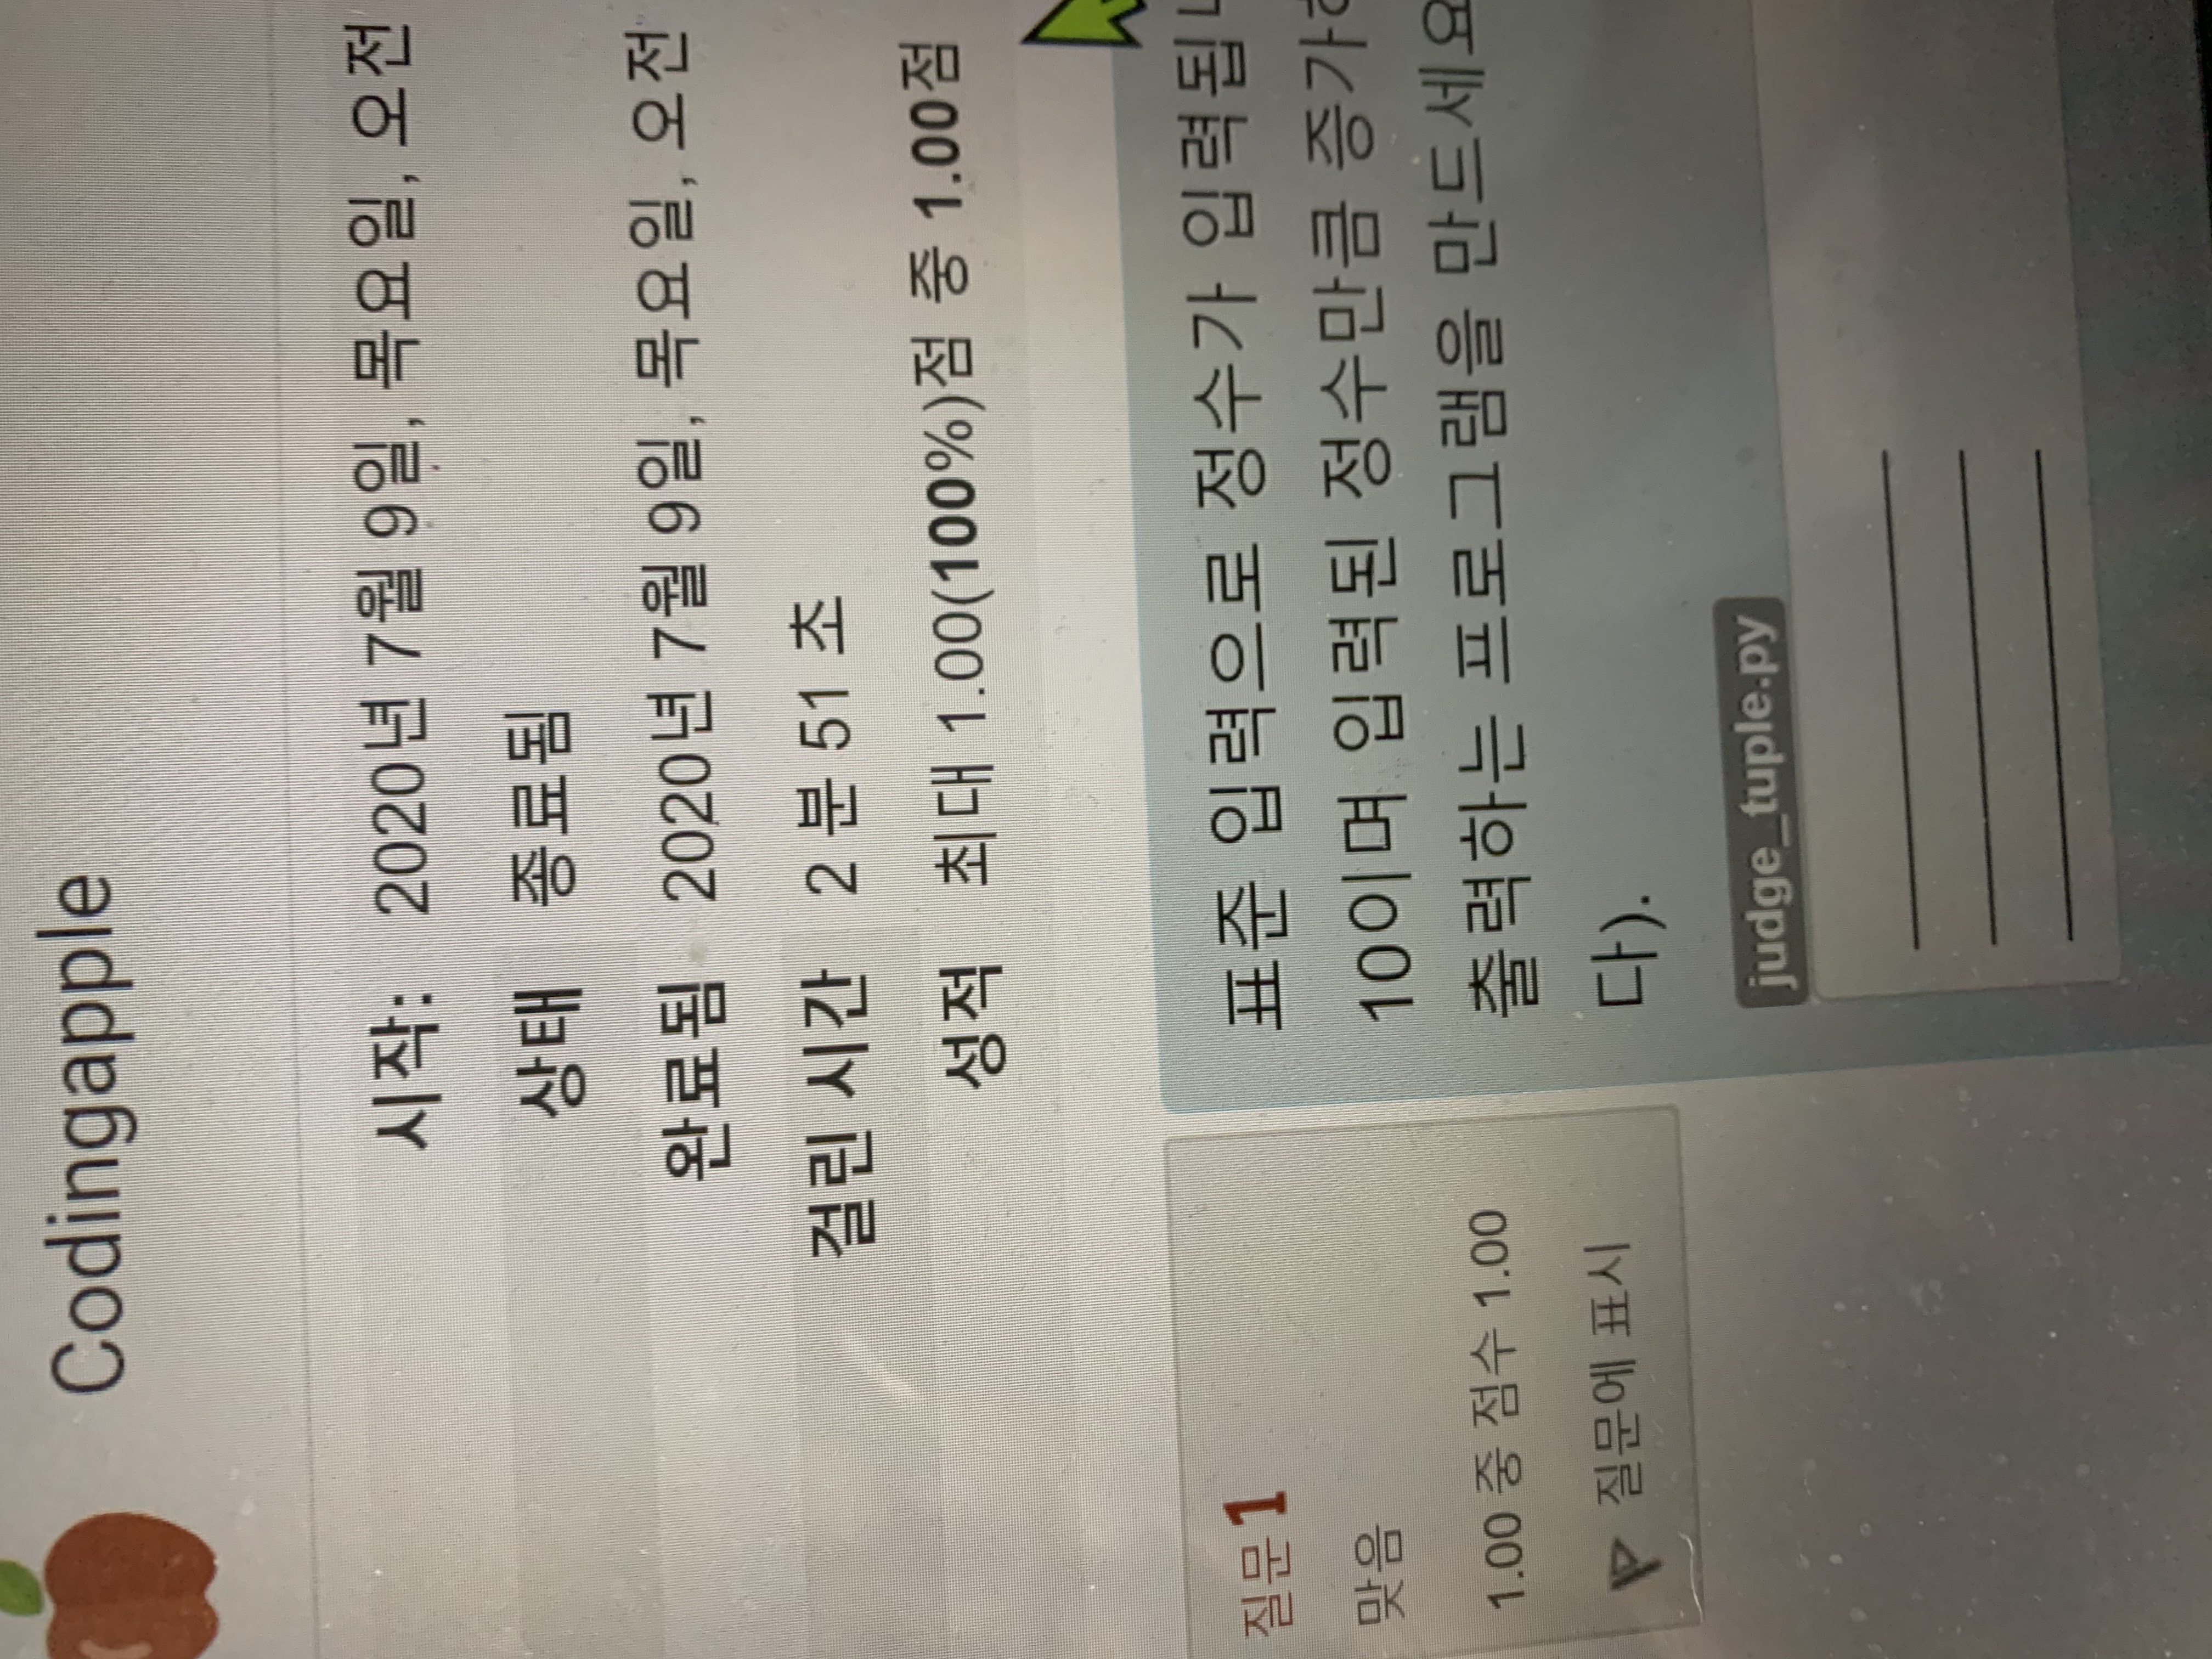 Codingapple
시작: 2020년 7월 9일, 목요일, 오전
상태 종료됨
완료됨 2020년 7월 9일, 목요일, 오전
걸린 시간 2 분 51 초
성적 최대 1.00(100%)점 중 1.00점
질문 1
맞음
1.00 중 점수 1.00
질문에 표시
표준 입력으로 정수가 입력됩
10이며 입력된 정수만큼 증가
출력하는 프로그램을 만드세요
다).
judge_tuple.py